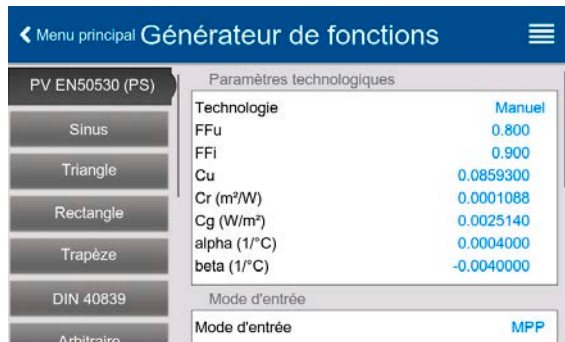 Menu principal Générateur de fonctions
PV EN50530 (PS)
Sinus
Triangle
Rectangle
Trapèze
DIN 40839
Arbitraire
Paramètres technologiques
Technologie Manuel
FFu 0.800
FFi 0.900
Cu 0.0859300
Cr (m²/W) 0.0001088
Cg (W/m²) 0.0025140
alpha (1/°C) 0.0004000
beta (1/°C) -0.0040000
Mode d'entrée
Mode d'entrée MPP